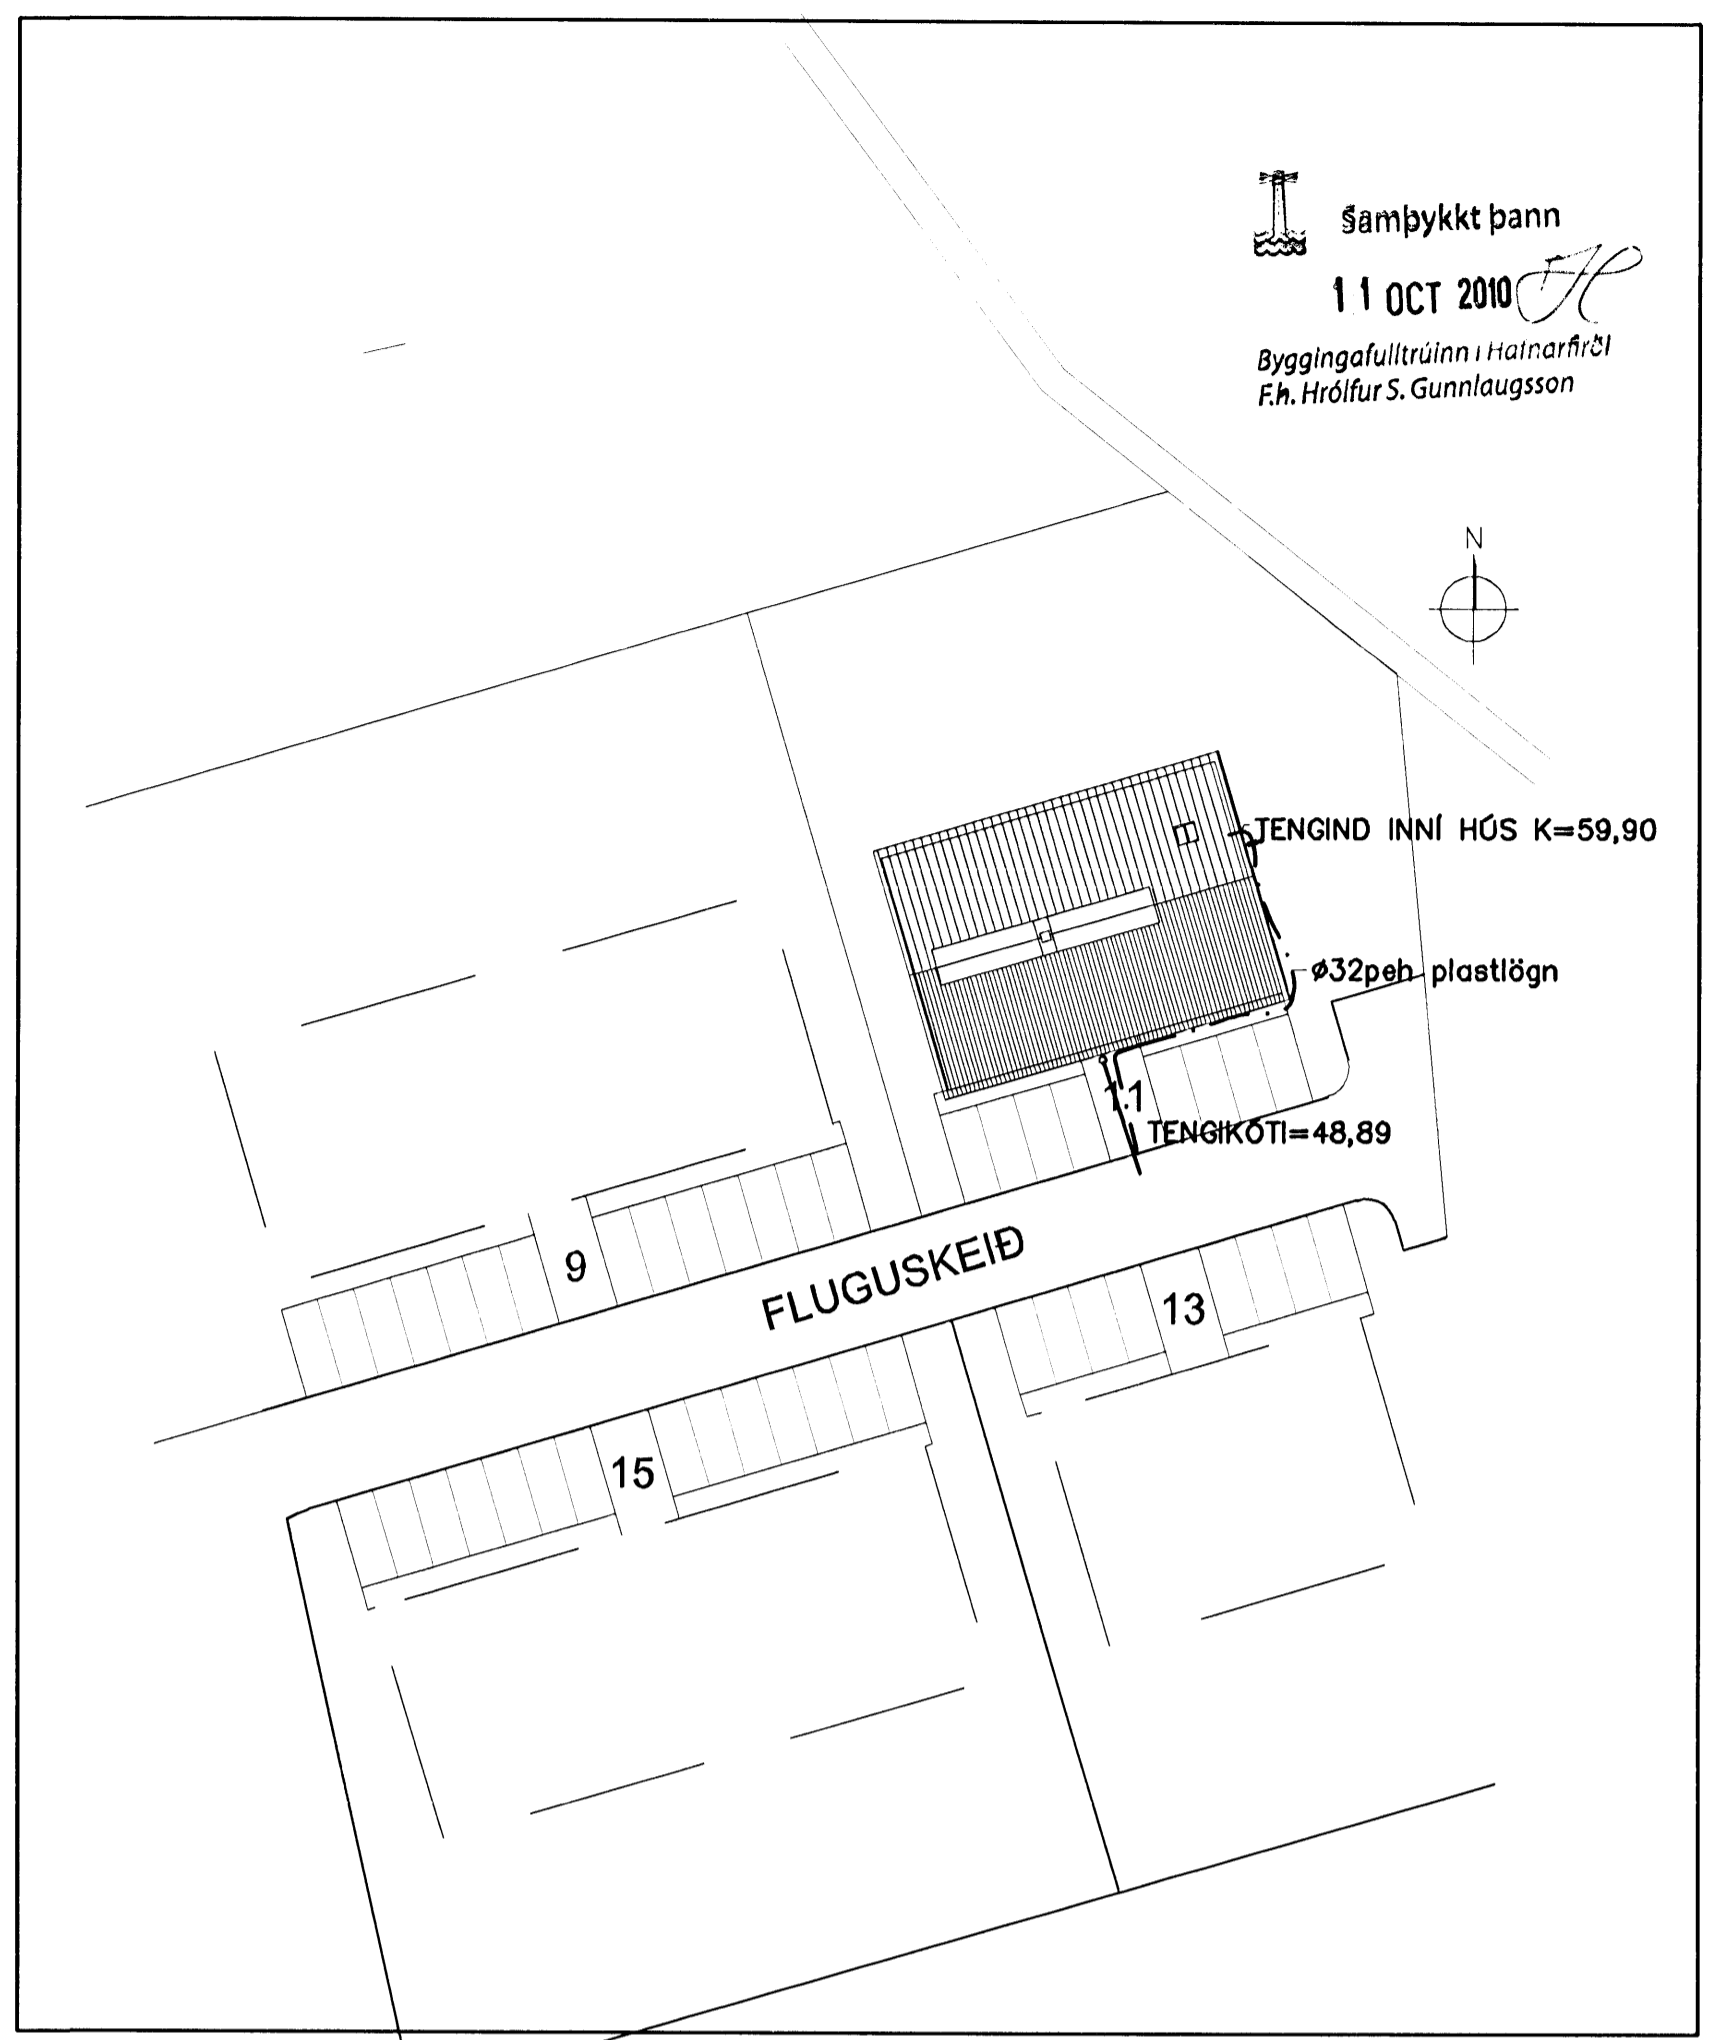 Samþykkt þann
11 OCT 2010
Byggingafulltrúinn í Hafnarfirði
F.h. Hrólfur S. Gunnlaugsson
N
TENGIND INNÍ HÚS K=59,90
ø32peh plastlögn
11
TENGIKÓTI=48,89
9
FLUGUSKEIÐ
13
15